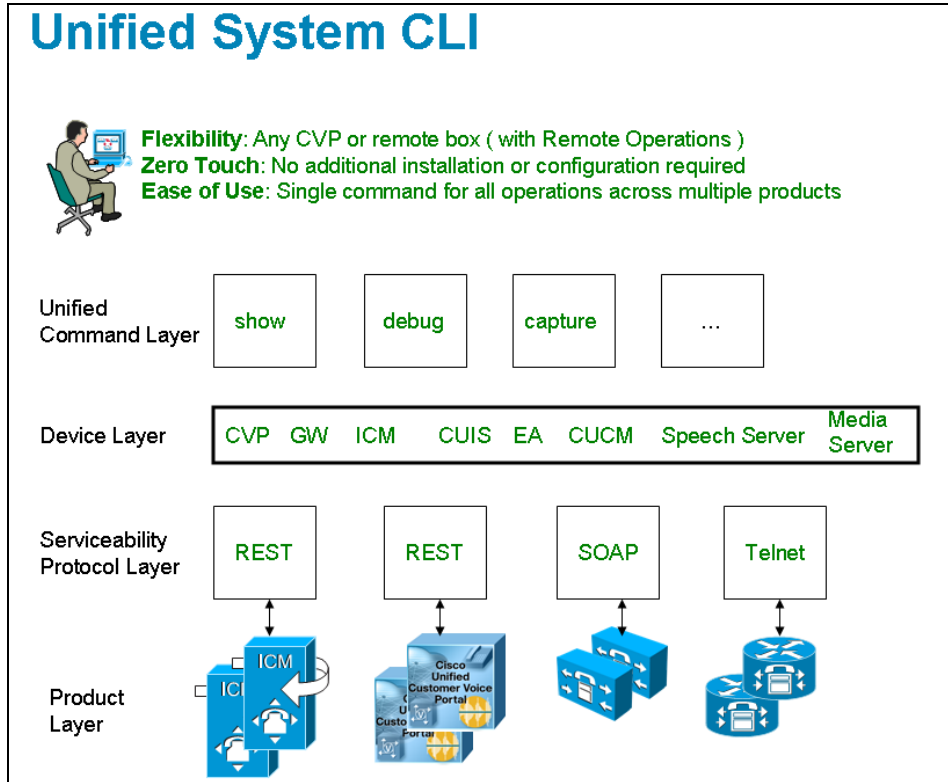 Unified System CLI
Flexibility: Any CVP or remote box ( with Remote Operations )
Zero Touch: No additional installation or configuration required
Ease of Use: Single command for all operations across multiple products
Unified
Command Layer
show
debug
capture
...
Device Layer
CVP GW ICM CUIS EA CUCM Speech Server
Media
Server
Serviceability
Protocol Layer
REST
REST
SOAP
Telnet
Product
Layer
ICM
Cisco
Unified
Customer Voice
Portal
Portal